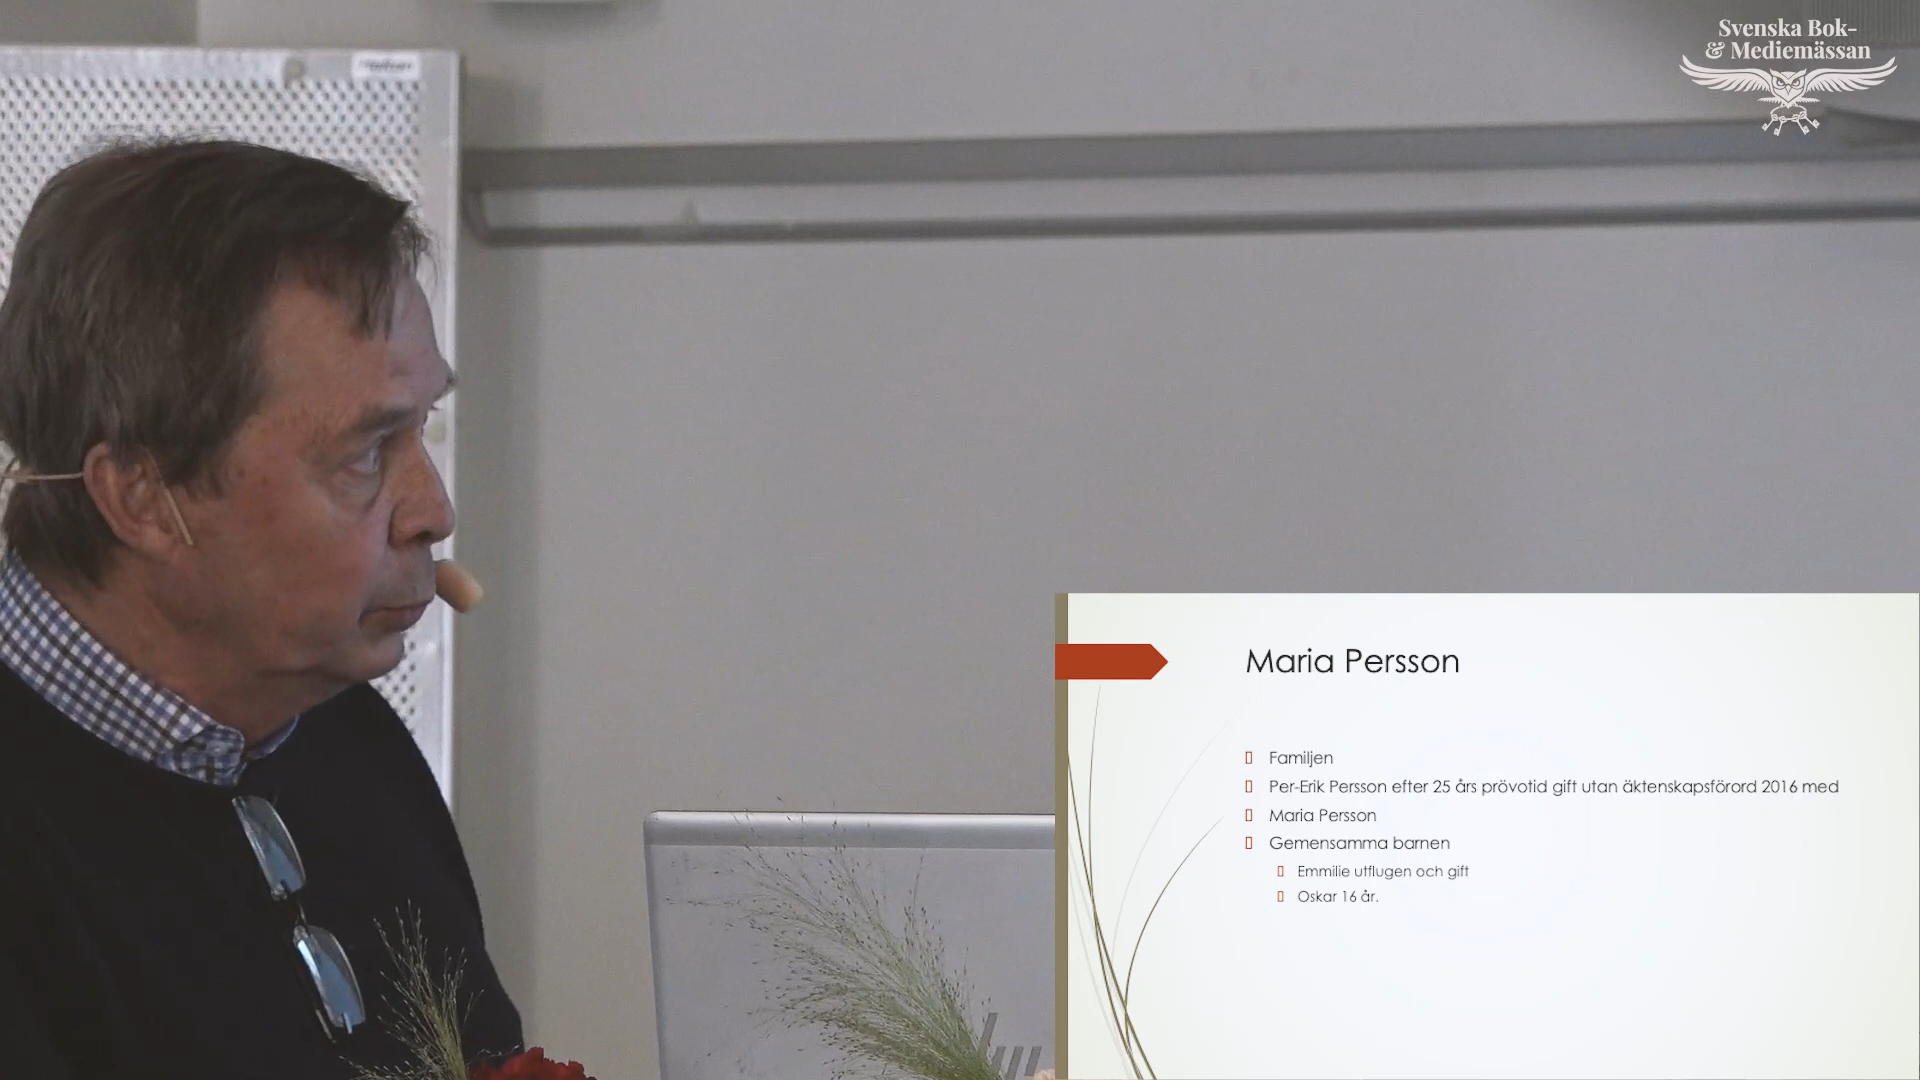 Svenska Bok-
& Mediemässan
Maria Persson
Familjen
Per-Erik Persson efter 25 års prövotid gift utan äktenskapsförord 2016 med
Maria Persson
Gemensamma barnen
Emmilie utflugen och gift
Oskar 16 år.